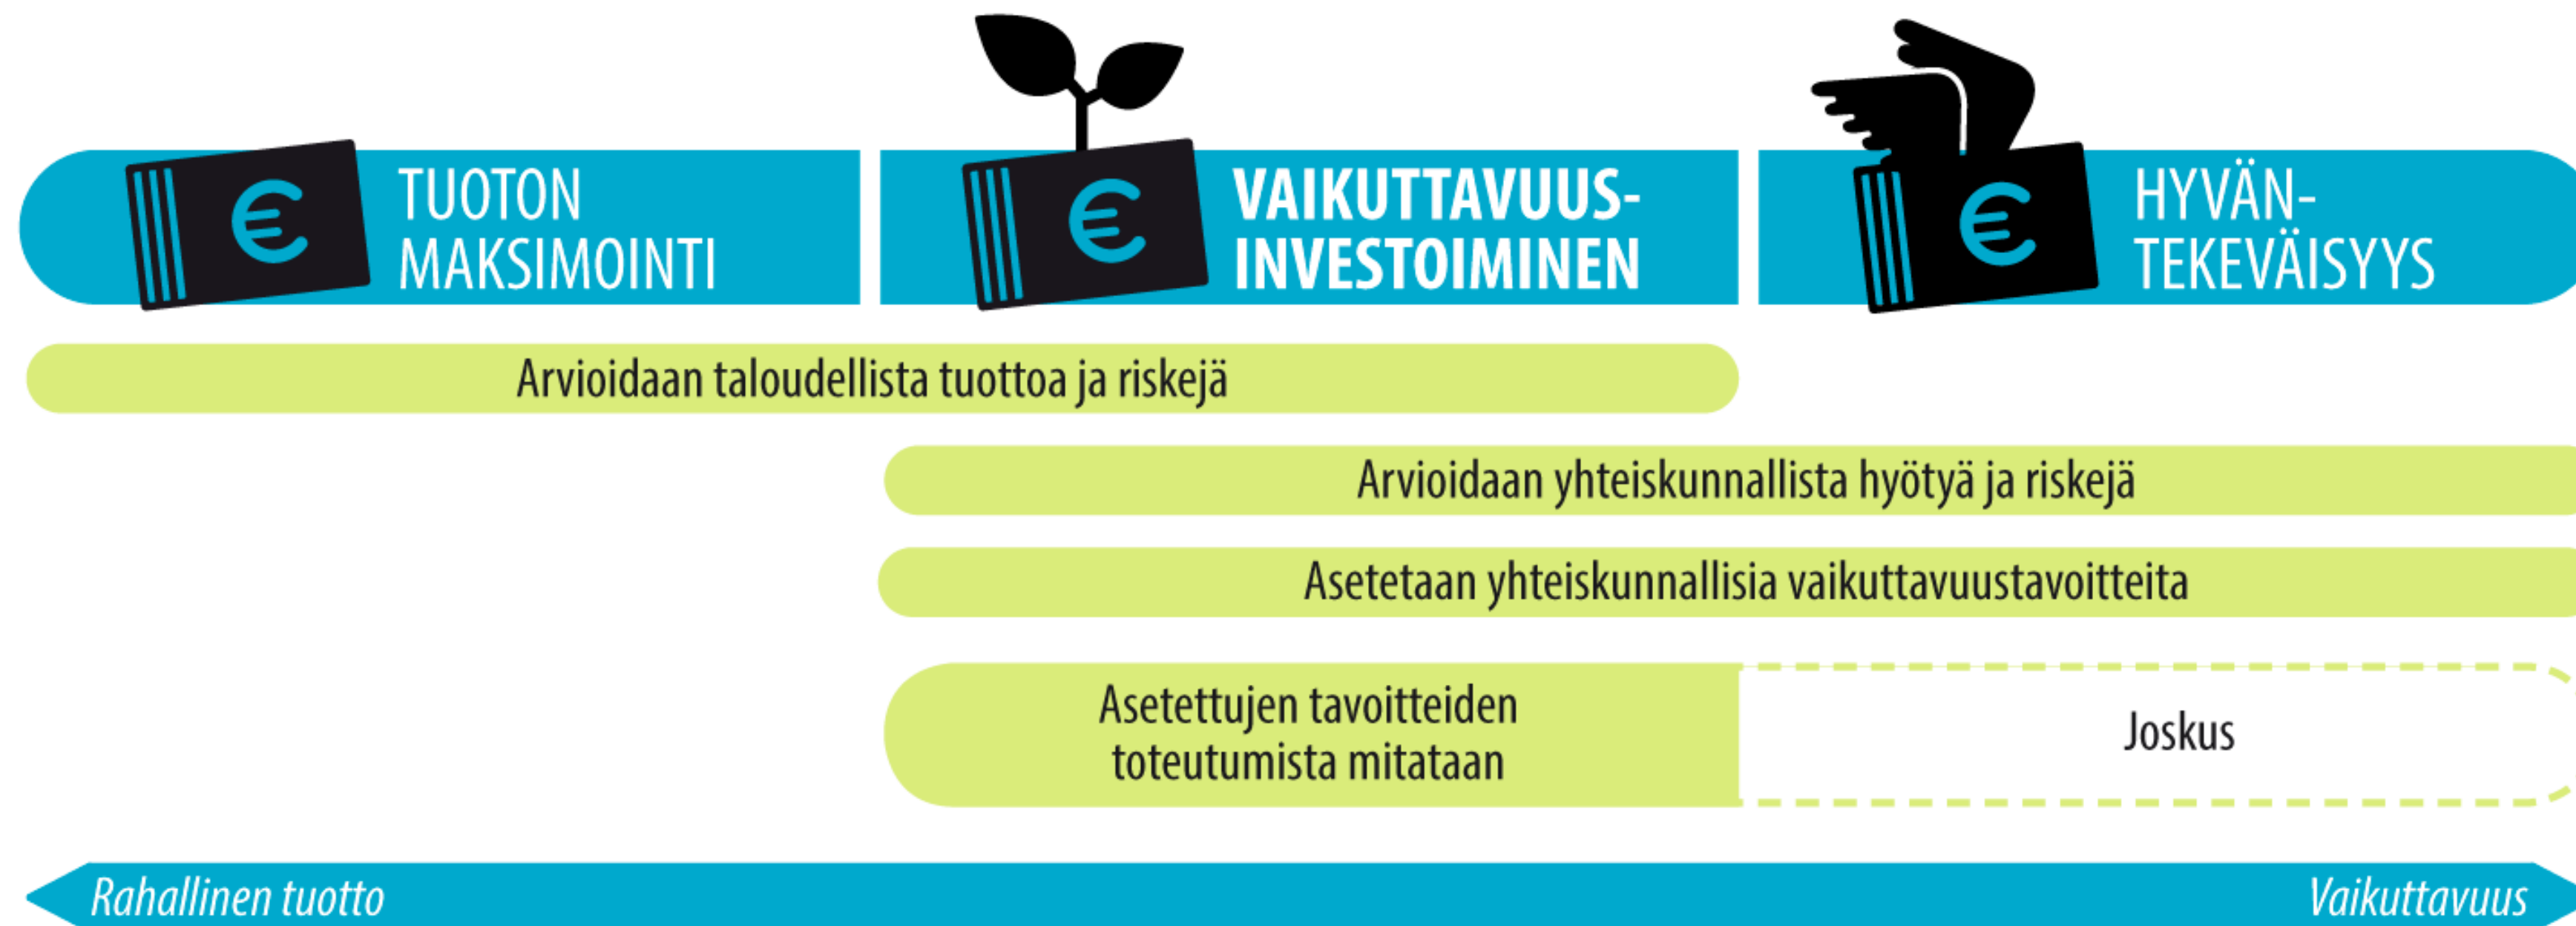 TUOTON
MAKSIMOINTI
VAIKUTTAVUUS-
INVESTOIMINEN
HYVÄN-
TEKEVÄISYYS
Arvioidaan taloudellista tuottoa ja riskejä
Arvioidaan yhteiskunnallista hyötyä ja riskejä
Asetetaan yhteiskunnallisia vaikuttavuustavoitteita
Asetettujen tavoitteiden
toteutumista mitataan
Joskus
Rahallinen tuotto
Vaikuttavuus